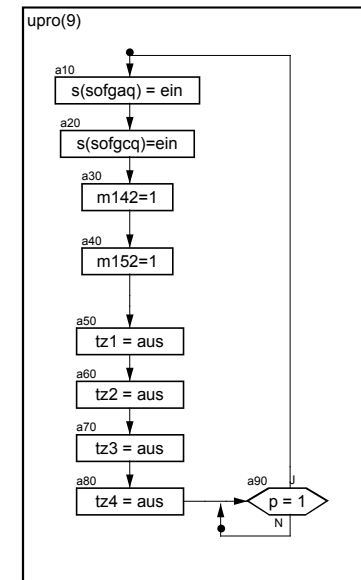 upro(9)
a10
s(sofgaq) = ein
a20
s(sofgcq)=ein
a30
m142=1
a40
m152=1
a50
tz1 = aus
a60
tz2 = aus
a70
tz3 = aus
a80
tz4 = aus
a90
J
p = 1
N